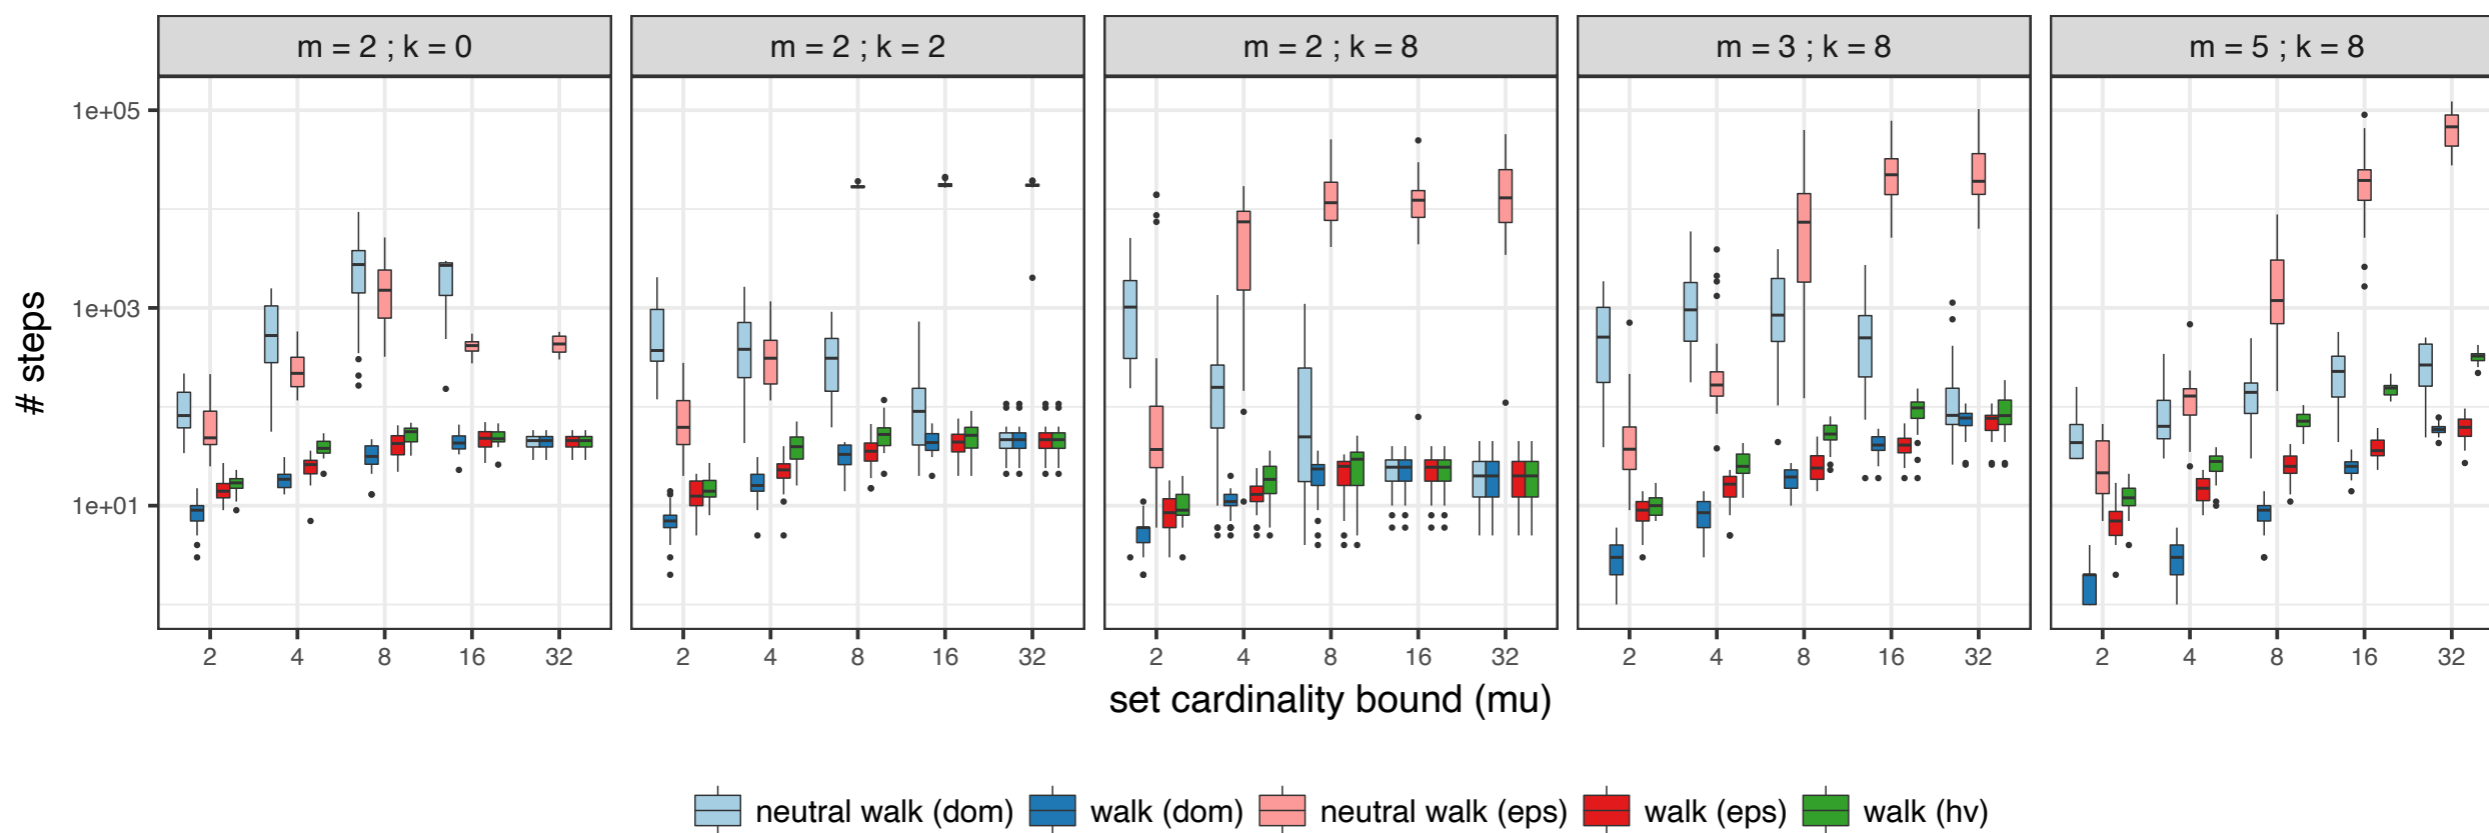 m = 2 ; k = 0
m = 2 ; k = 2
m = 2 ; k = 8
m = 3 ; k = 8
m = 5 ; k = 8
# steps
1e+05
1e+03
1e+01
2 4 8 16 32
2 4 8 16 32
2 4 8 16 32
2 4 8 16 32
2 4 8 16 32
set cardinality bound (mu)
neutral walk (dom) walk (dom) neutral walk (eps) walk (eps) walk (hv)